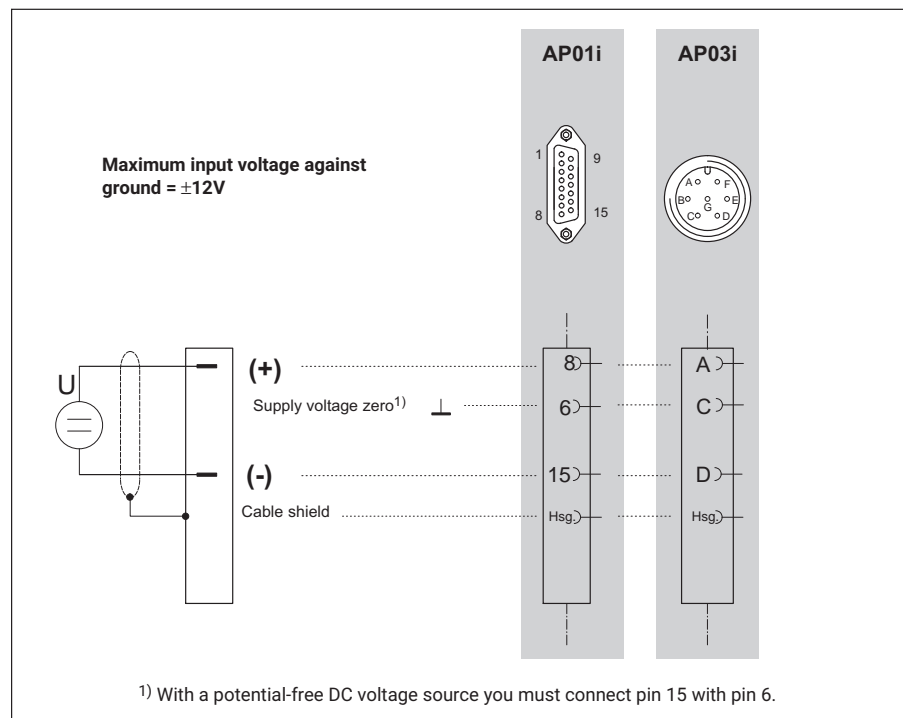 AP01i AP03i
Maximum input voltage against
ground = ±12V
1 9
8 15
U
A F
B E
G
C D
U
(+) 8 A
Supply voltage zero1) ⊥ 6 C
(-) 15 D
Cable shield Hsg. Hsg.
1) With a potential-free DC voltage source you must connect pin 15 with pin 6.